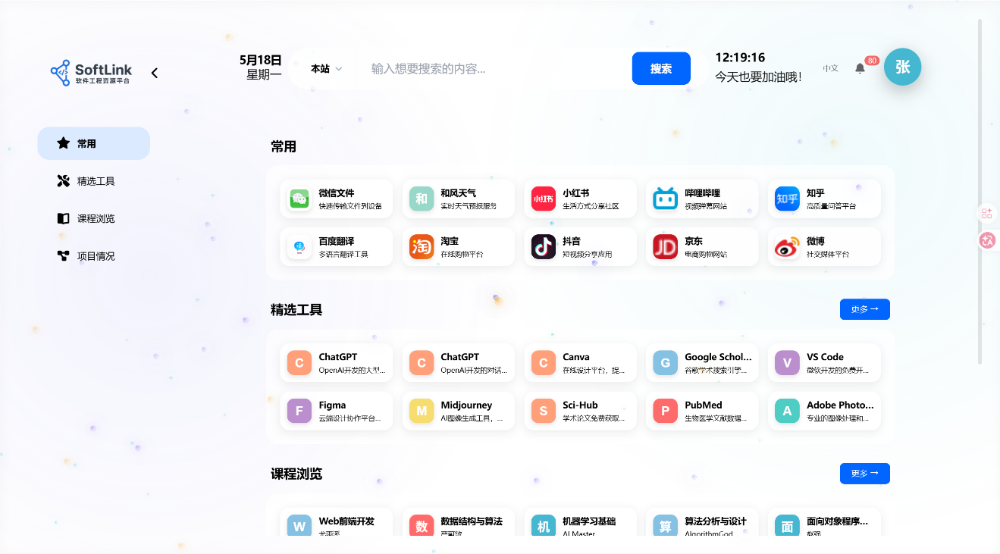 SoftLink
软件工程资源平台
5月18日
星期一
本站
输入想要搜索的内容...
搜索
12:19:16
今天也要加油哦!
中文
80
张
常用
精选工具
课程浏览
项目情况
常用
微信文件
快速传输文件到设备
和
和风天气
实时天气预报服务
小红书
小红书
生活方式分享社区
哔哩哔哩
视频弹幕网站
知乎
知乎
高质量问答平台
译
百度翻译
多语言翻译工具
淘
淘宝
在线购物平台
抖音
短视频分享应用
JD
京东
电商购物网站
微博
社交媒体平台
精选工具
更多 →
C
ChatGPT
OpenAI开发的大型...
C
ChatGPT
OpenAI开发的对话...
C
Canva
在线设计平台，提...
G
Google Schol...
谷歌学术搜索引擎...
V
VS Code
微软开发的免费开...
F
Figma
云端设计协作平台...
M
Midjourney
AI图像生成工具，...
S
Sci-Hub
学术论文免费获取...
P
PubMed
生物医学文献数据...
A
Adobe Photo...
专业的图像处理和...
课程浏览
更多 →
W
Web前端开发
尤雨溪
数
数据结构与算法
严蔚敏
机
机器学习基础
AI Master
算
算法分析与设计
AlgorithmGod
面
面向对象程序...
赵强